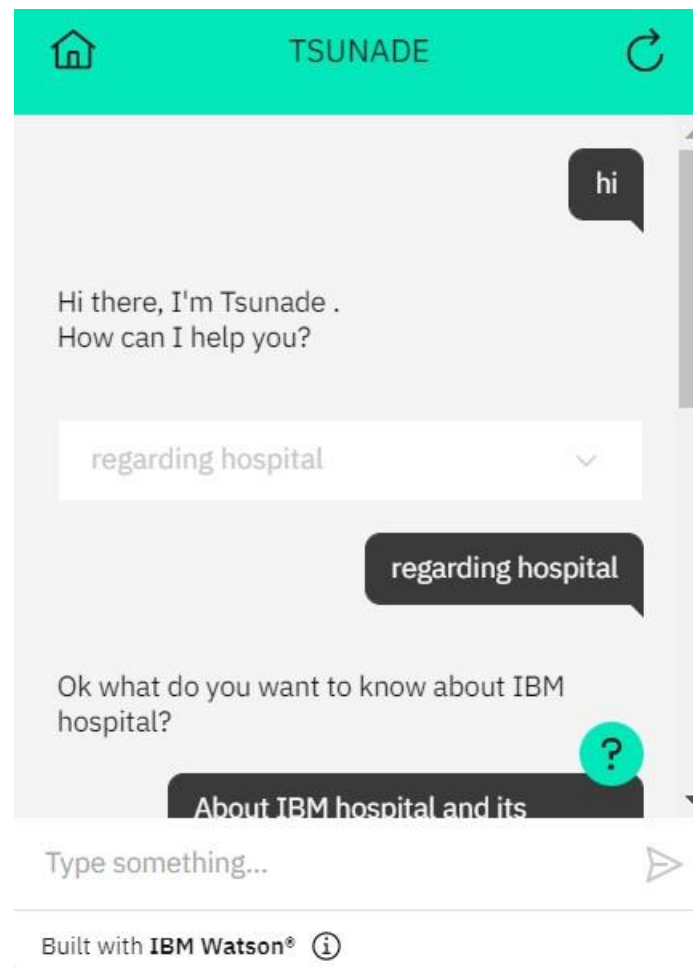 TSUNADE
hi
Hi there, I'm Tsunade .
How can I help you?
regarding hospital
regarding hospital
Ok what do you want to know about IBM
hospital?
?
About IBM hospital and its
Type something...
Built with IBM Watson®